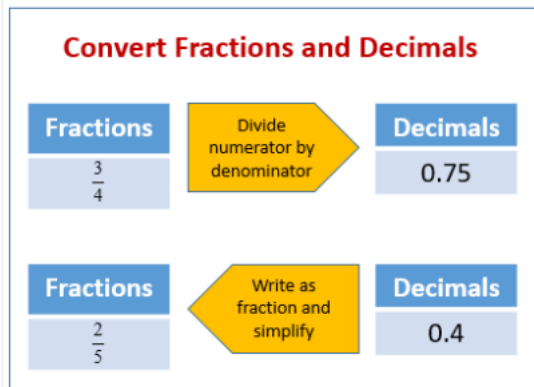 Convert Fractions and Decimals
Fractions
3/4
Divide
numerator by
denominator
Decimals
0.75
Fractions
2/5
Write as
fraction and
simplify
Decimals
0.4